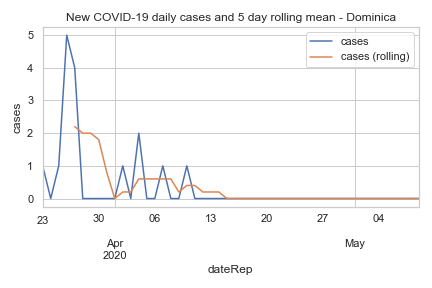 New COVID-19 daily cases and 5 day rolling mean - Dominica
cases
cases (rolling)
cases
5
4
3
2
1
0
23 30 06 13 20 27 04
Apr May
2020
dateRep